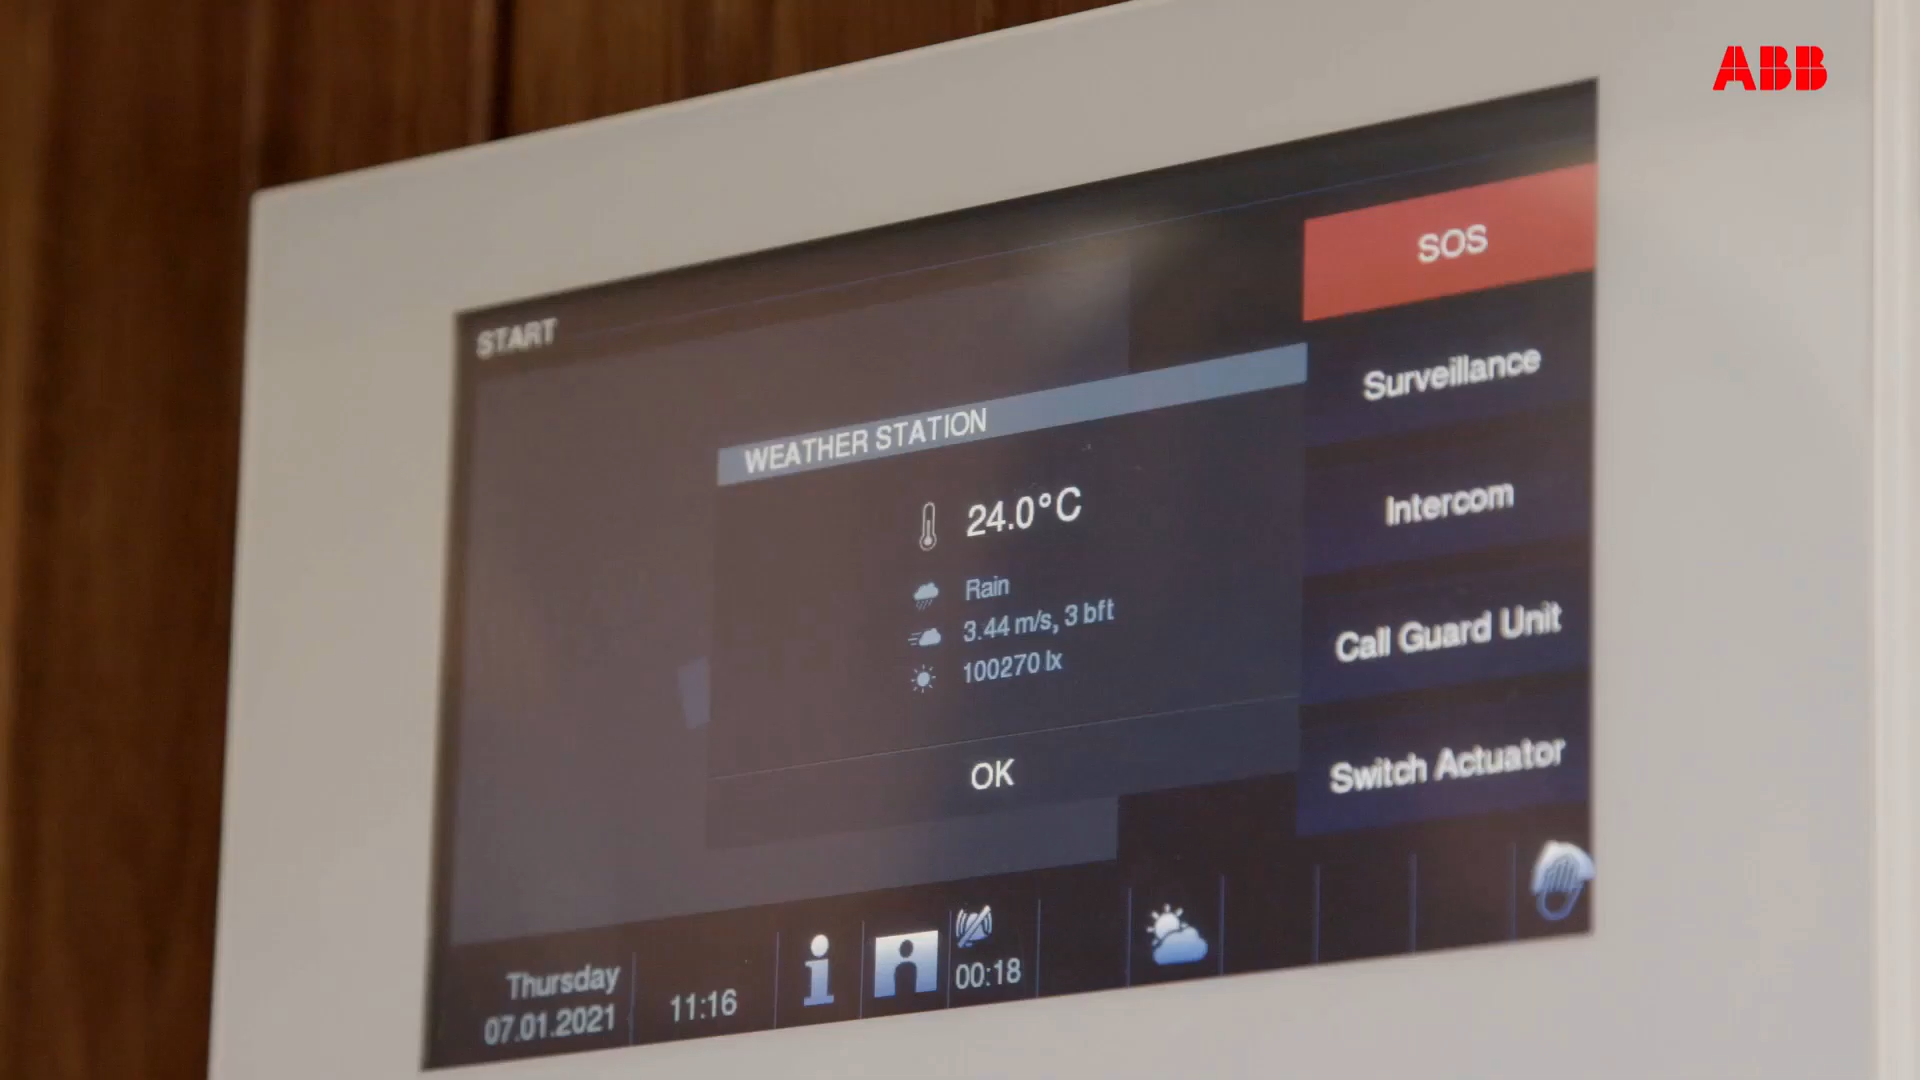 ABB
START
SOS
Surveillance
Intercom
Call Guard Unit
Switch Actuator
WEATHER STATION
24.0°C
Rain
3.44 m/s, 3 bft
100270 lx
OK
Thursday
07.01.2021
11:16
00:18